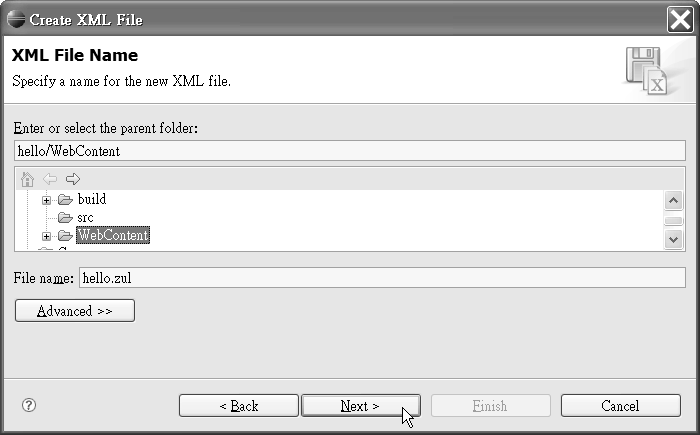 Create XML File
XML File Name
Specify a name for the new XML file.
X
Enter or select the parent folder:
hello/WebContent
build
src
WebContent
File name: hello.zul
Advanced >>
? < Back Next > Finish Cancel